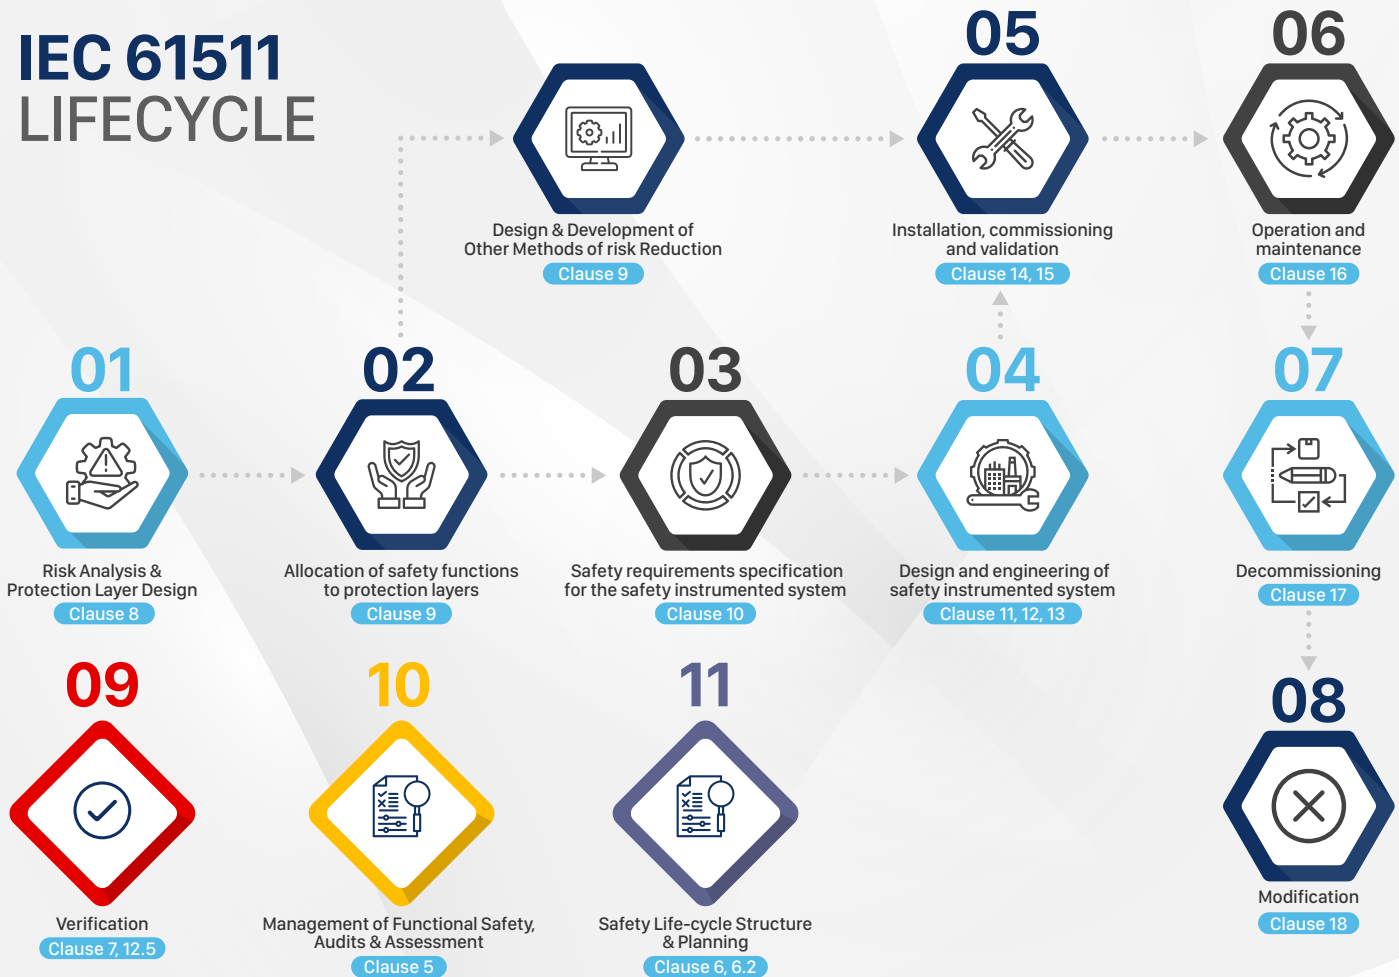 IEC 61511
LIFECYCLE
Design & Development of
Other Methods of risk Reduction
Clause 9
05
Installation, commissioning
and validation
Clause 14, 15
06
Operation and
maintenance
Clause 16
01
Risk Analysis &
Protection Layer Design
Clause 8
02
Allocation of safety functions
to protection layers
Clause 9
03
Safety requirements specification
for the safety instrumented system
Clause 10
04
Design and engineering of
safety instrumented system
Clause 11, 12, 13
07
Decommissioning
Clause 17
09
Verification
Clause 7, 12.5
10
Management of Functional Safety,
Audits & Assessment
Clause 5
11
Safety Life-cycle Structure
& Planning
Clause 6, 6.2
08
Modification
Clause 18